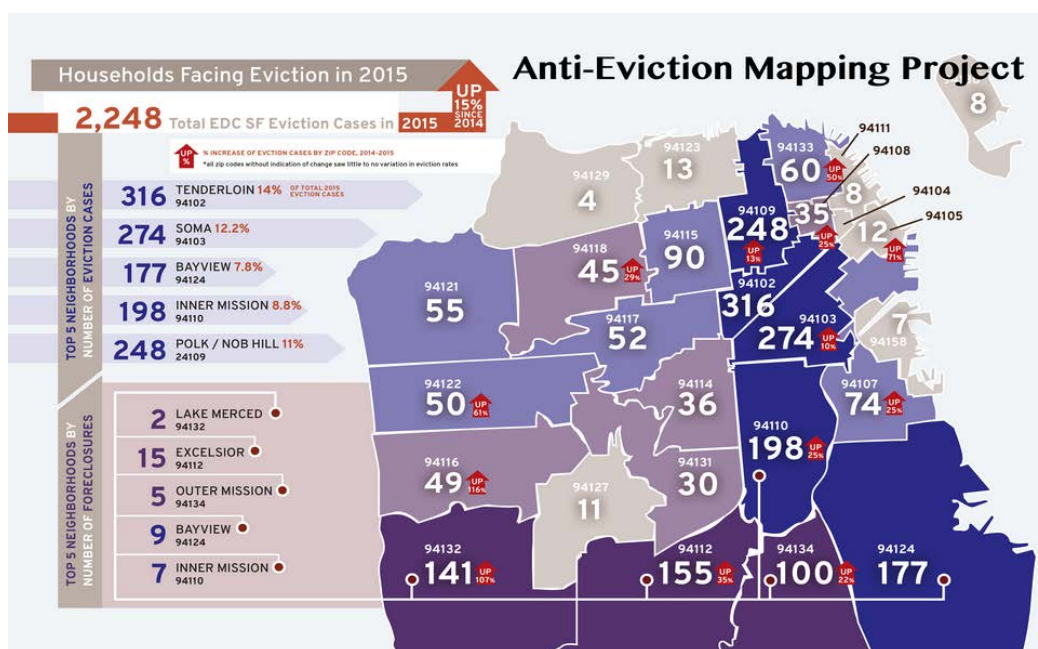 Anti-Eviction Mapping Project
Households Facing Eviction in 2015
UP
15%
SINCE
2014
2,248 Total EDC SF Eviction Cases in 2015
UP
%
% INCREASE OF EVCTION CASES BY ZIP CODE, 2014-2015
*all zip codes without indication of change saw little to no variation in eviction rates
TOP 5 NEIGHBORHOODS BY
NUMBER OF EVICTION CASES
316 TENDERLOIN 14% OF TOTAL 2015
EVCTION CASES
94102
274 SOMA 12.2%
94103
177 BAYVIEW 7.8%
94124
198 INNER MISSION 8.8%
94110
248 POLK / NOB HILL 11%
24109
TOP 5 NEIGHBORHOODS BY
NUMBER OF FORECLOSURES
2 LAKE MERCED
94132
15 EXCELSIOR
94112
5 OUTER MISSION
94134
9 BAYVIEW
94124
7 INNER MISSION
94110
8
94129
4
94123
13
94133
60
UP
50%
94111
8
94108
35
UP
25%
94104
94105
12
UP
71%
94109
248
UP
13%
94115
90
94118
45
UP
29%
94121
55
94102
316
94103
274
UP
10%
94117
52
7
94158
94122
50
UP
61%
94114
36
94107
74
UP
25%
94110
198
UP
25%
94116
49
UP
116%
94127
11
94131
30
94132
141
UP
107%
94112
155
UP
35%
94134
100
UP
22%
94124
177